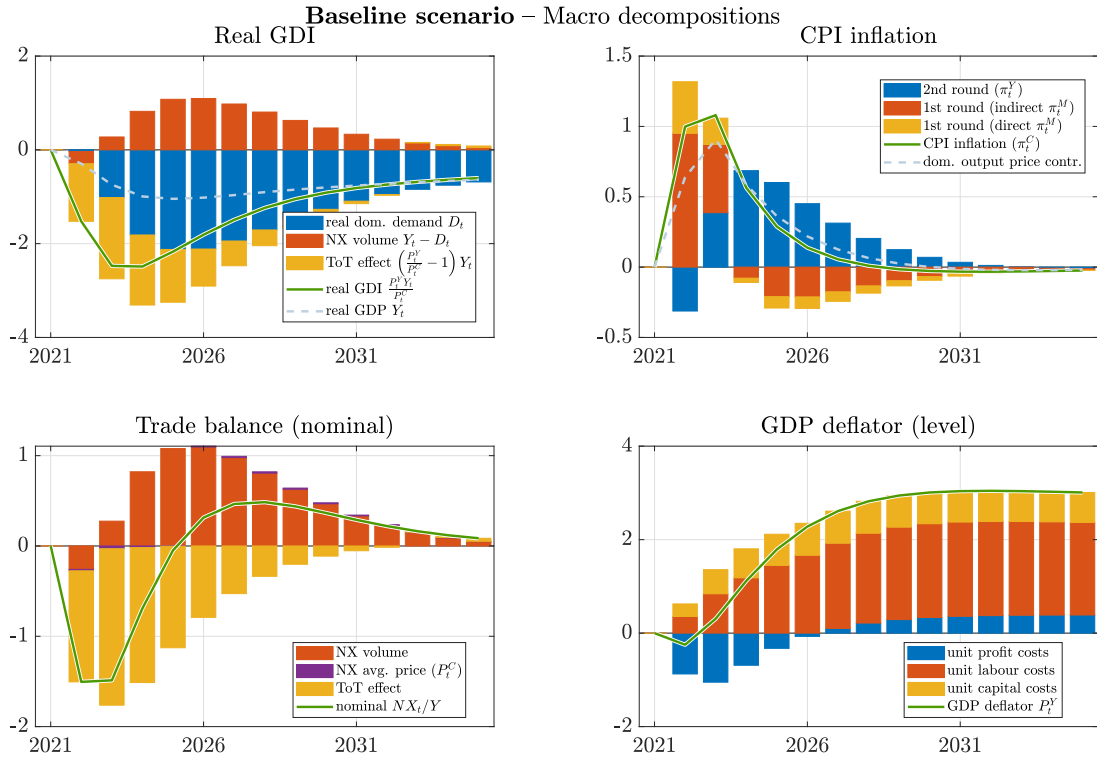 Baseline scenario – Macro decompositions
Real GDI
2
0
-2
-4
2021
2026
2031
real dom. demand D_t
NX volume Y_t − D_t
ToT effect (P_t^Y/P_t^C − 1) Y_t
real GDI P_t^Y Y_t/P_t^C
real GDP Y_t
CPI inflation
1.5
1
0.5
0
-0.5
2021
2026
2031
2nd round (π_t^Y)
1st round (indirect π_t^M)
1st round (direct π_t^M)
CPI inflation (π_t^C)
dom. output price contr.
Trade balance (nominal)
1
0
-1
-2
2021
2026
2031
NX volume
NX avg. price (P_t^C)
ToT effect
nominal NX_t/Y
GDP deflator (level)
4
2
0
-2
2021
2026
2031
unit profit costs
unit labour costs
unit capital costs
GDP deflator P_t^Y